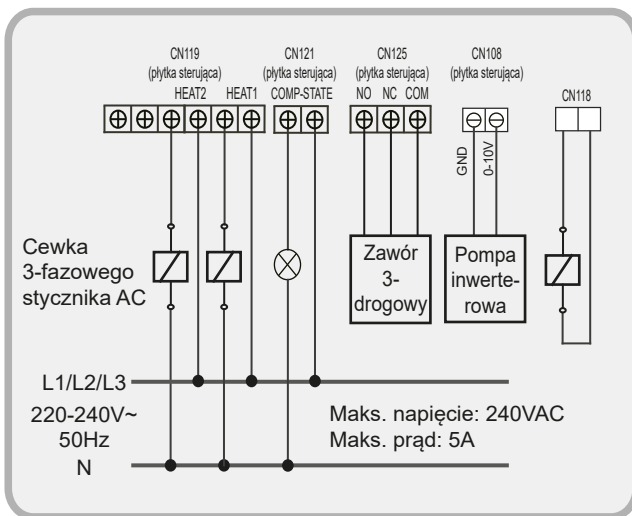 CN119
(płytka sterująca)
HEAT2 HEAT1
CN121
(płytka sterująca)
COMP-STATE
CN125
(płytka sterująca)
NO NC COM
CN108
(płytka sterująca)
CN118
GND
0-10V
Cewka
3-fazowego
stycznika AC
Zawór
3-
drogowy
Pompa
inwerte-
rowa
L1/L2/L3
220-240V~
50Hz
N
Maks. napięcie: 240VAC
Maks. prąd: 5A